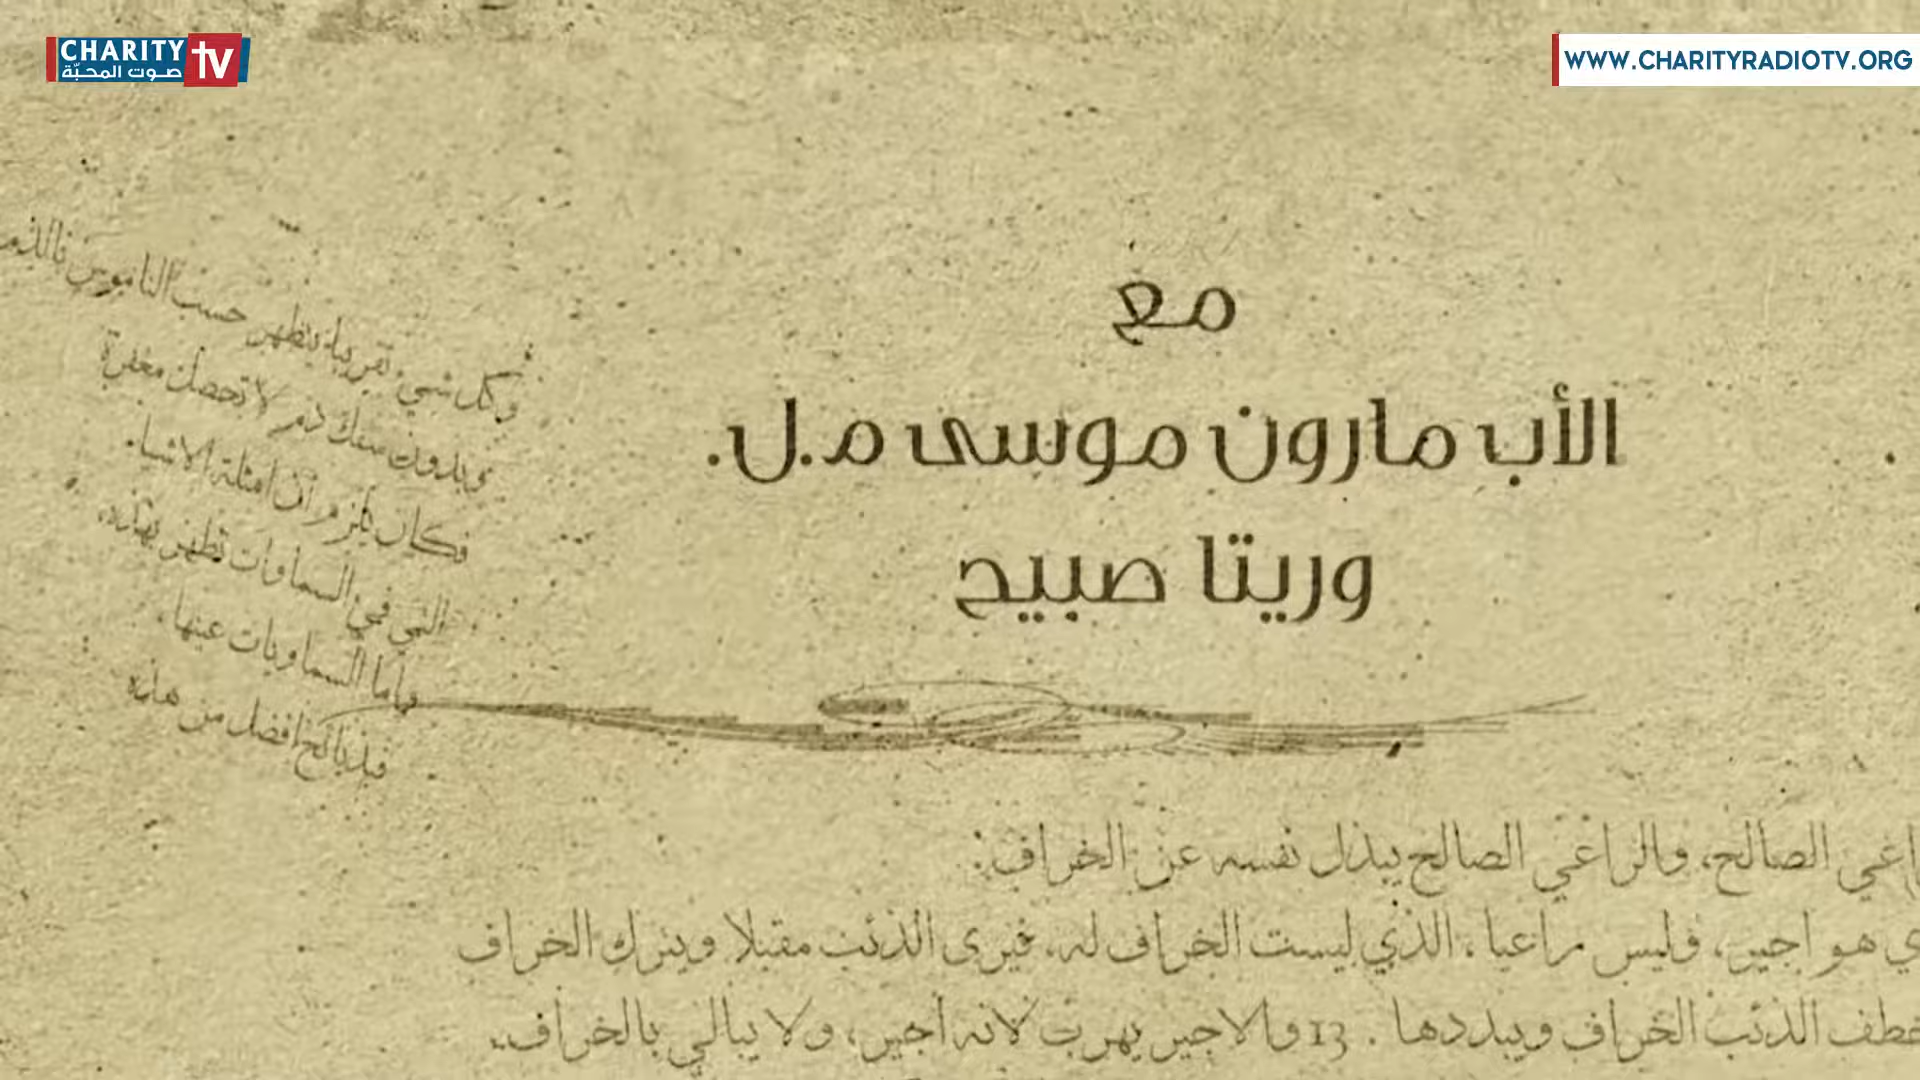 CHARITY tv
صوت المحبّة
WWW.CHARITYRADIOTV.ORG
مع
الأب مارون موسى م.ل.
وريتا صبيح
وكل شيء تقريبا يتطهر حسب الناموس بالدم
وبدون سفك دم لا تحصل مغفرة
فكان يلزم ان امثلة الاشياء
التي في السماوات تطهر بهذه،
واما السماويات عينها،
فبذبائح افضل من هذه
الصالح، والراعي الصالح يبذل نفسه عن الخراف:
هو اجير، وليس راعيا، الذي ليست الخراف له، فيرى الذئب مقبلا ويترك الخراف
الذئب الخراف ويبددها. 13 والاجير يهرب لانه اجير، ولا يبالي بالخراف..